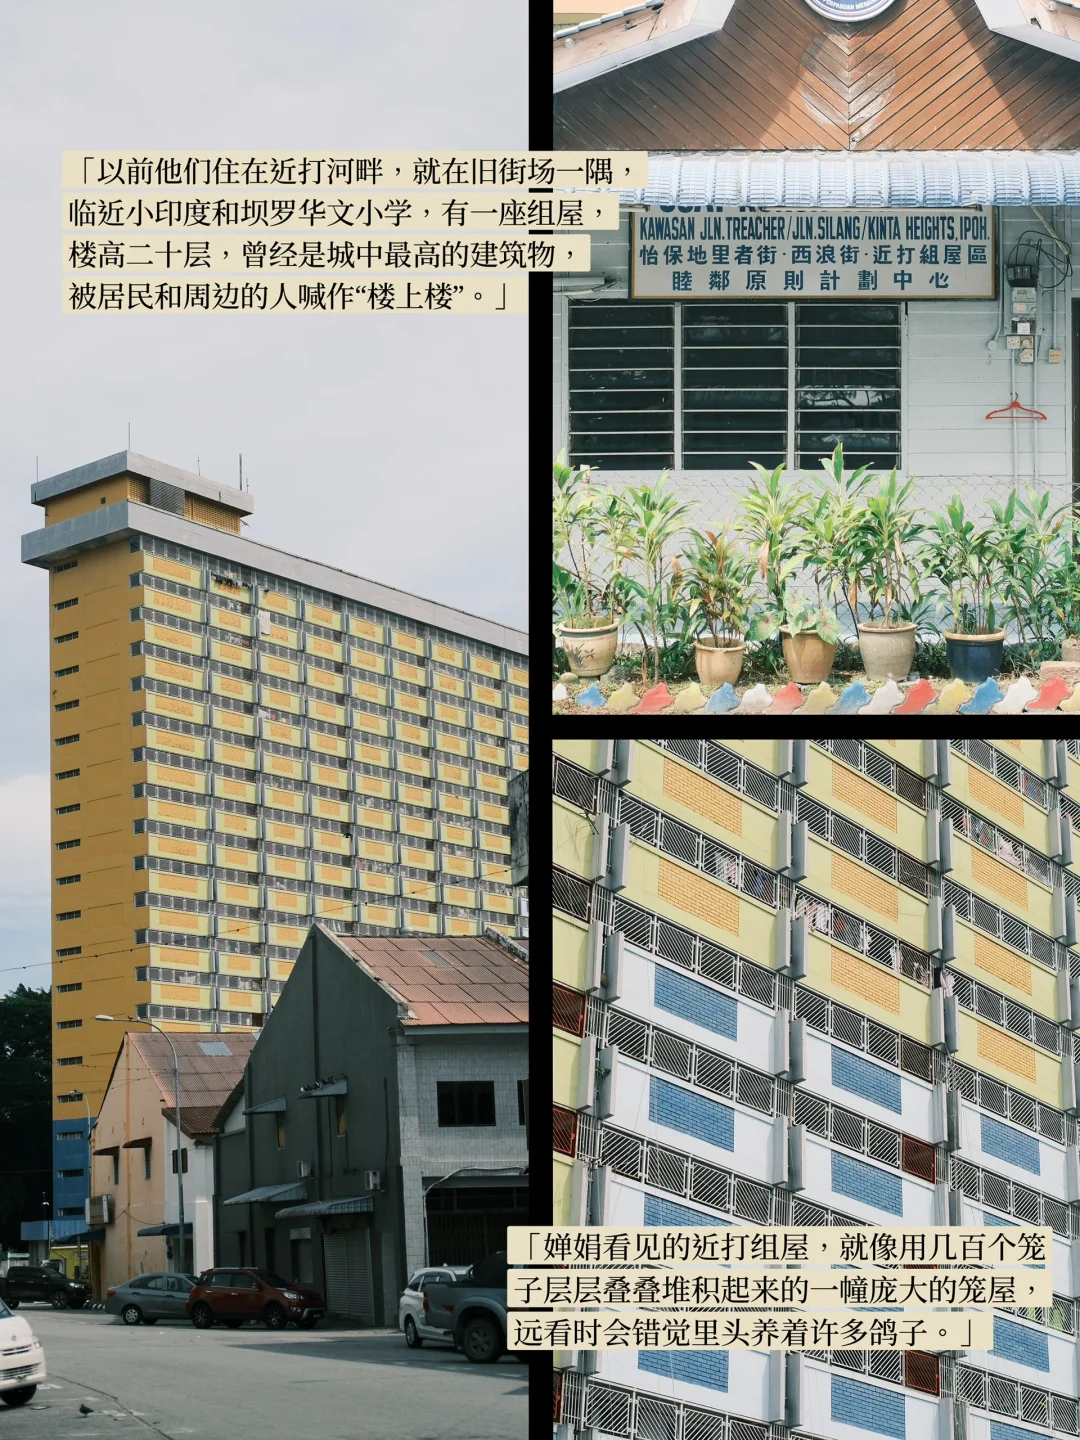 「以前他们住在近打河畔，就在旧街场一隅，
临近小印度和坝罗华文小学，有一座组屋，
楼高二十层，曾经是城中最高的建筑物，
被居民和周边的人喊作“楼上楼”。」
KAWASAN JLN.TREACHER/JLN.SILANG/KINTA HEIGHTS, IPOH.
怡保地里者街·西浪街·近打組屋區
睦鄰原則計劃中心
「婵娟看见的近打组屋，就像用几百个笼
子层层叠叠堆积起来的一幢庞大的笼屋，
远看时会错觉里头养着许多鸽子。」